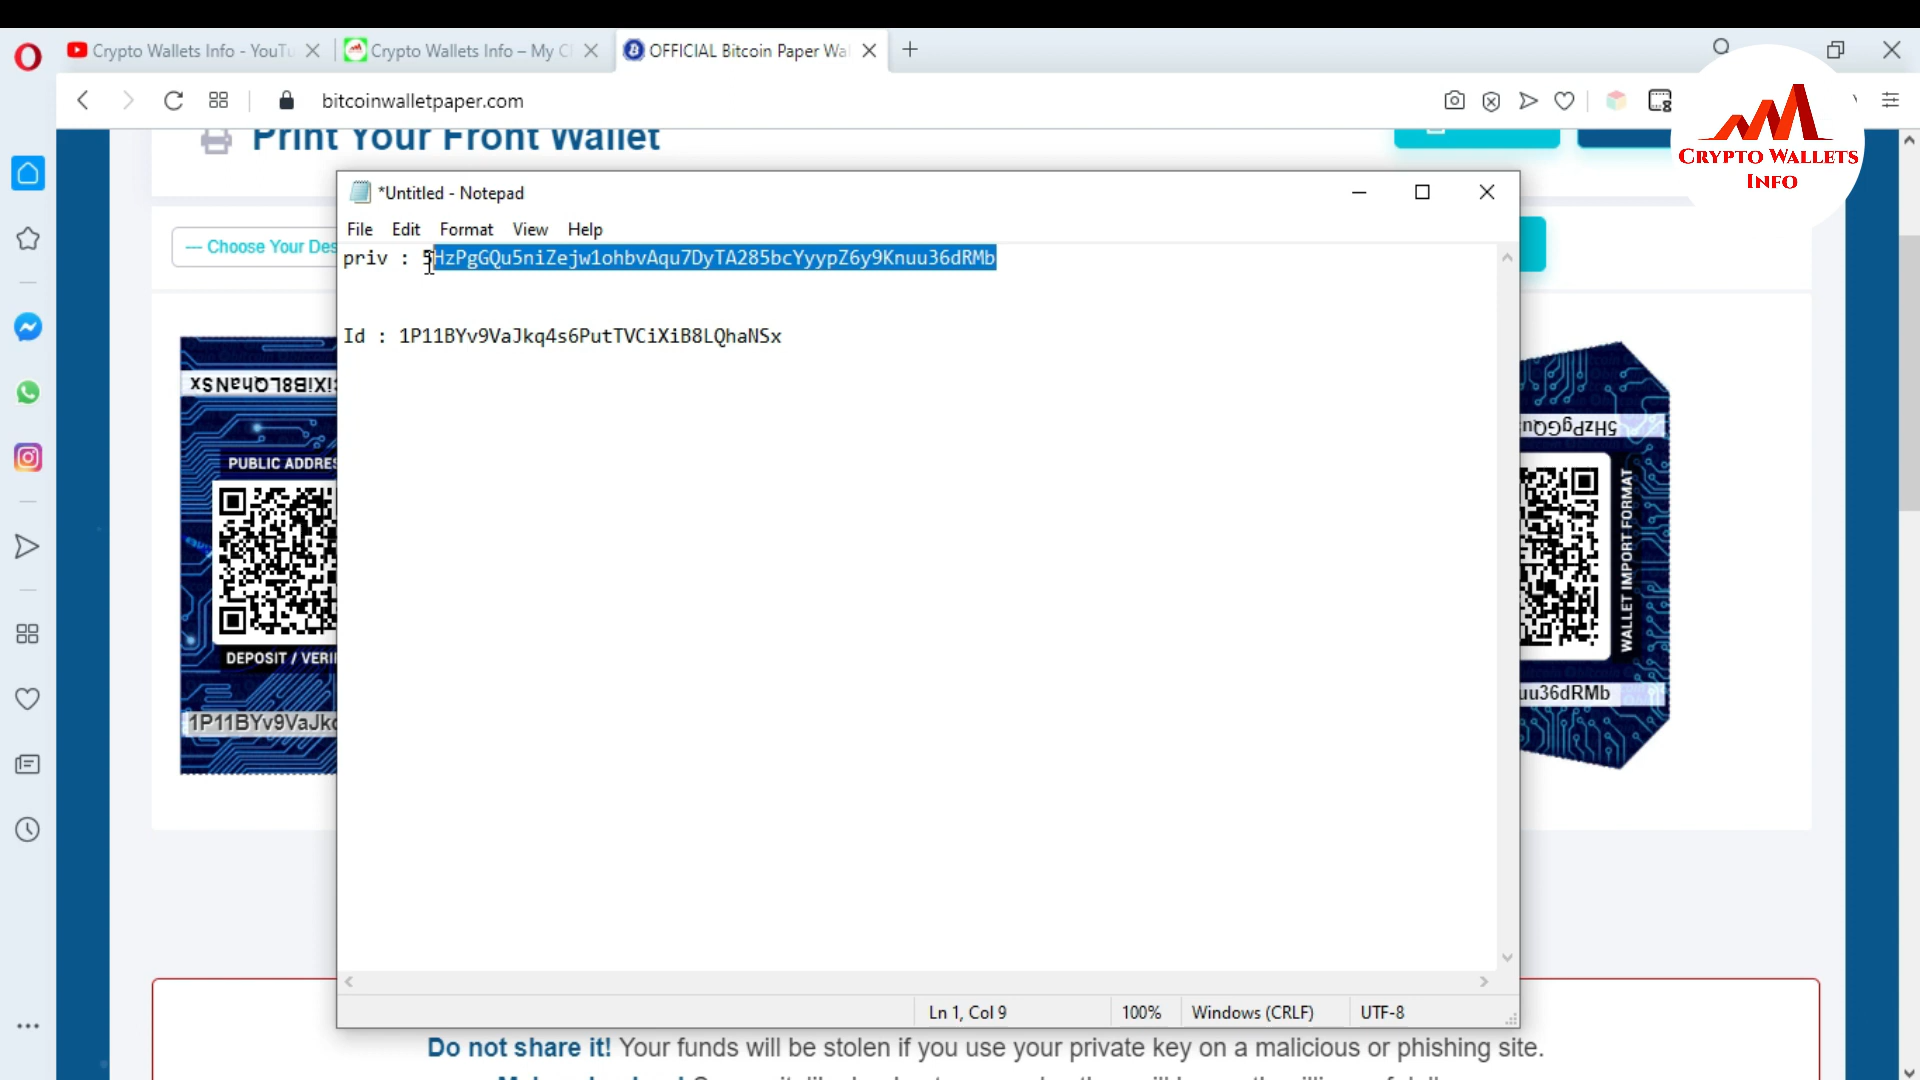 Crypto Wallets Info - YouTu
Crypto Wallets Info – My C
OFFICIAL Bitcoin Paper Wal
bitcoinwalletpaper.com
CRYPTO WALLETS
INFO
Print Your Front Wallet
*Untitled - Notepad
File Edit Format View Help
--- Choose Your Des
priv : 5HzPgGQu5niZejw1ohbvAqu7DyTA285bcYyypZ6y9Knuu36dRMb
Id : 1P11BYv9VaJkq4s6PutTVCiXiB8LQhaNSx
CiXiB8LQhaNSx
5HzPgGQu
PUBLIC ADDRES
WALLET IMPORT FORMAT
DEPOSIT / VERI
uu36dRMb
1P11BYv9VaJkq
Ln 1, Col 9 100% Windows (CRLF) UTF-8
Do not share it! Your funds will be stolen if you use your private key on a malicious or phishing site.